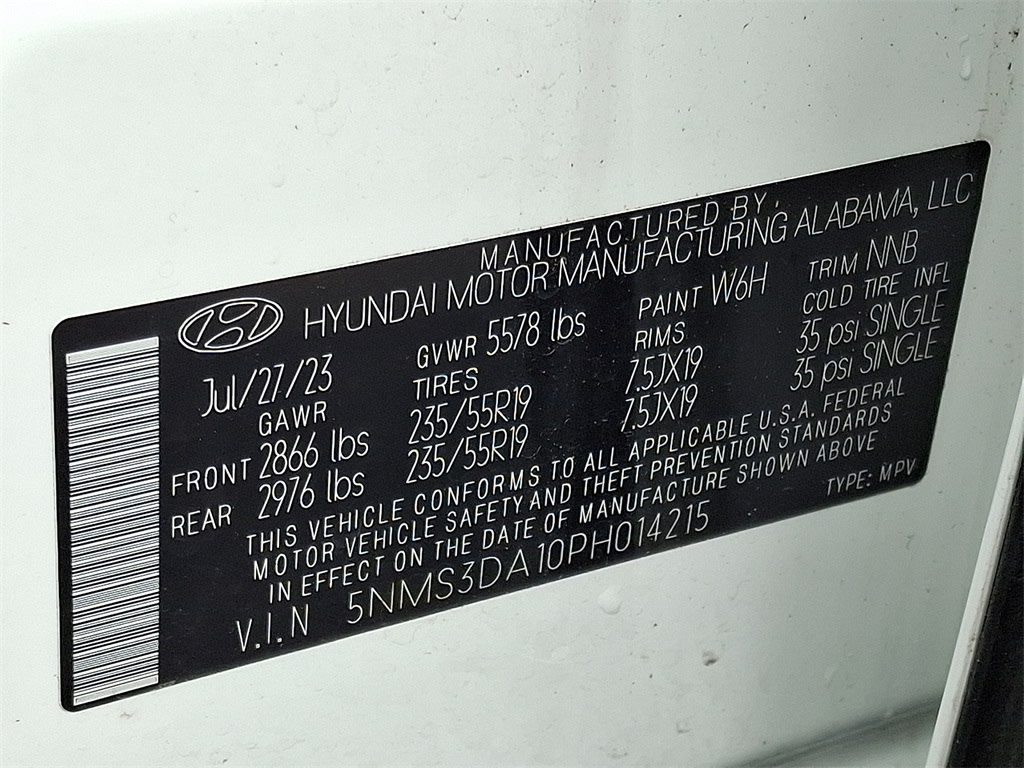 MANUFACTURED BY
HYUNDAI MOTOR MANUFACTURING ALABAMA, LLC
Jul/27/23 GVWR 5578 lbs PAINT W6H TRIM NNB
GAWR TIRES RIMS COLD TIRE INFL
FRONT 2866 lbs 235/55R19 7.5JX19 35 psi SINGLE
REAR 2976 lbs 235/55R19 7.5JX19 35 psi SINGLE
THIS VEHICLE CONFORMS TO ALL APPLICABLE U.S.A. FEDERAL
MOTOR VEHICLE SAFETY AND THEFT PREVENTION STANDARDS
IN EFFECT ON THE DATE OF MANUFACTURE SHOWN ABOVE
V.I.N 5NMS3DA10PH014215 TYPE: MPV